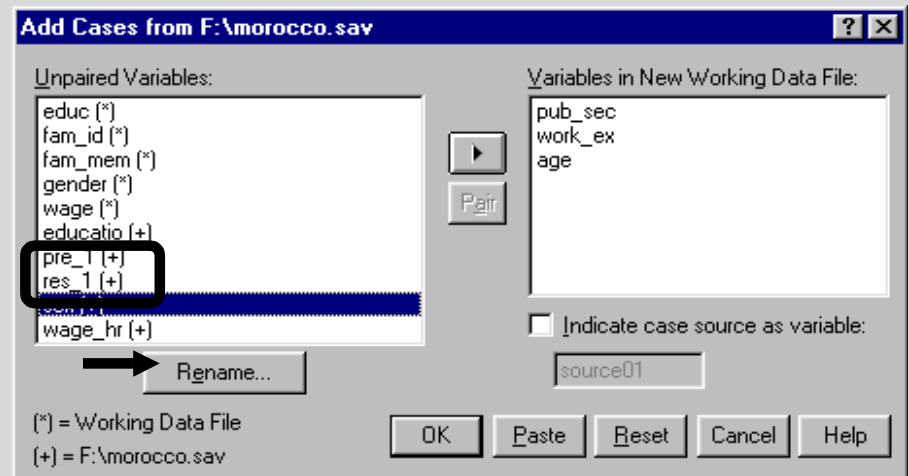 Add Cases from F:\morocco.sav
Unpaired Variables:
educ (*)
fam_id (*)
fam_mem (*)
gender (*)
wage (*)
educatio (+)
pre_1 (+)
res_1 (+)
wage_hr (+)
Rename...
(*) = Working Data File
(+) = F:\morocco.sav
Pair
Variables in New Working Data File:
pub_sec
work_ex
age
Indicate case source as variable:
source01
OK
Paste
Reset
Cancel
Help